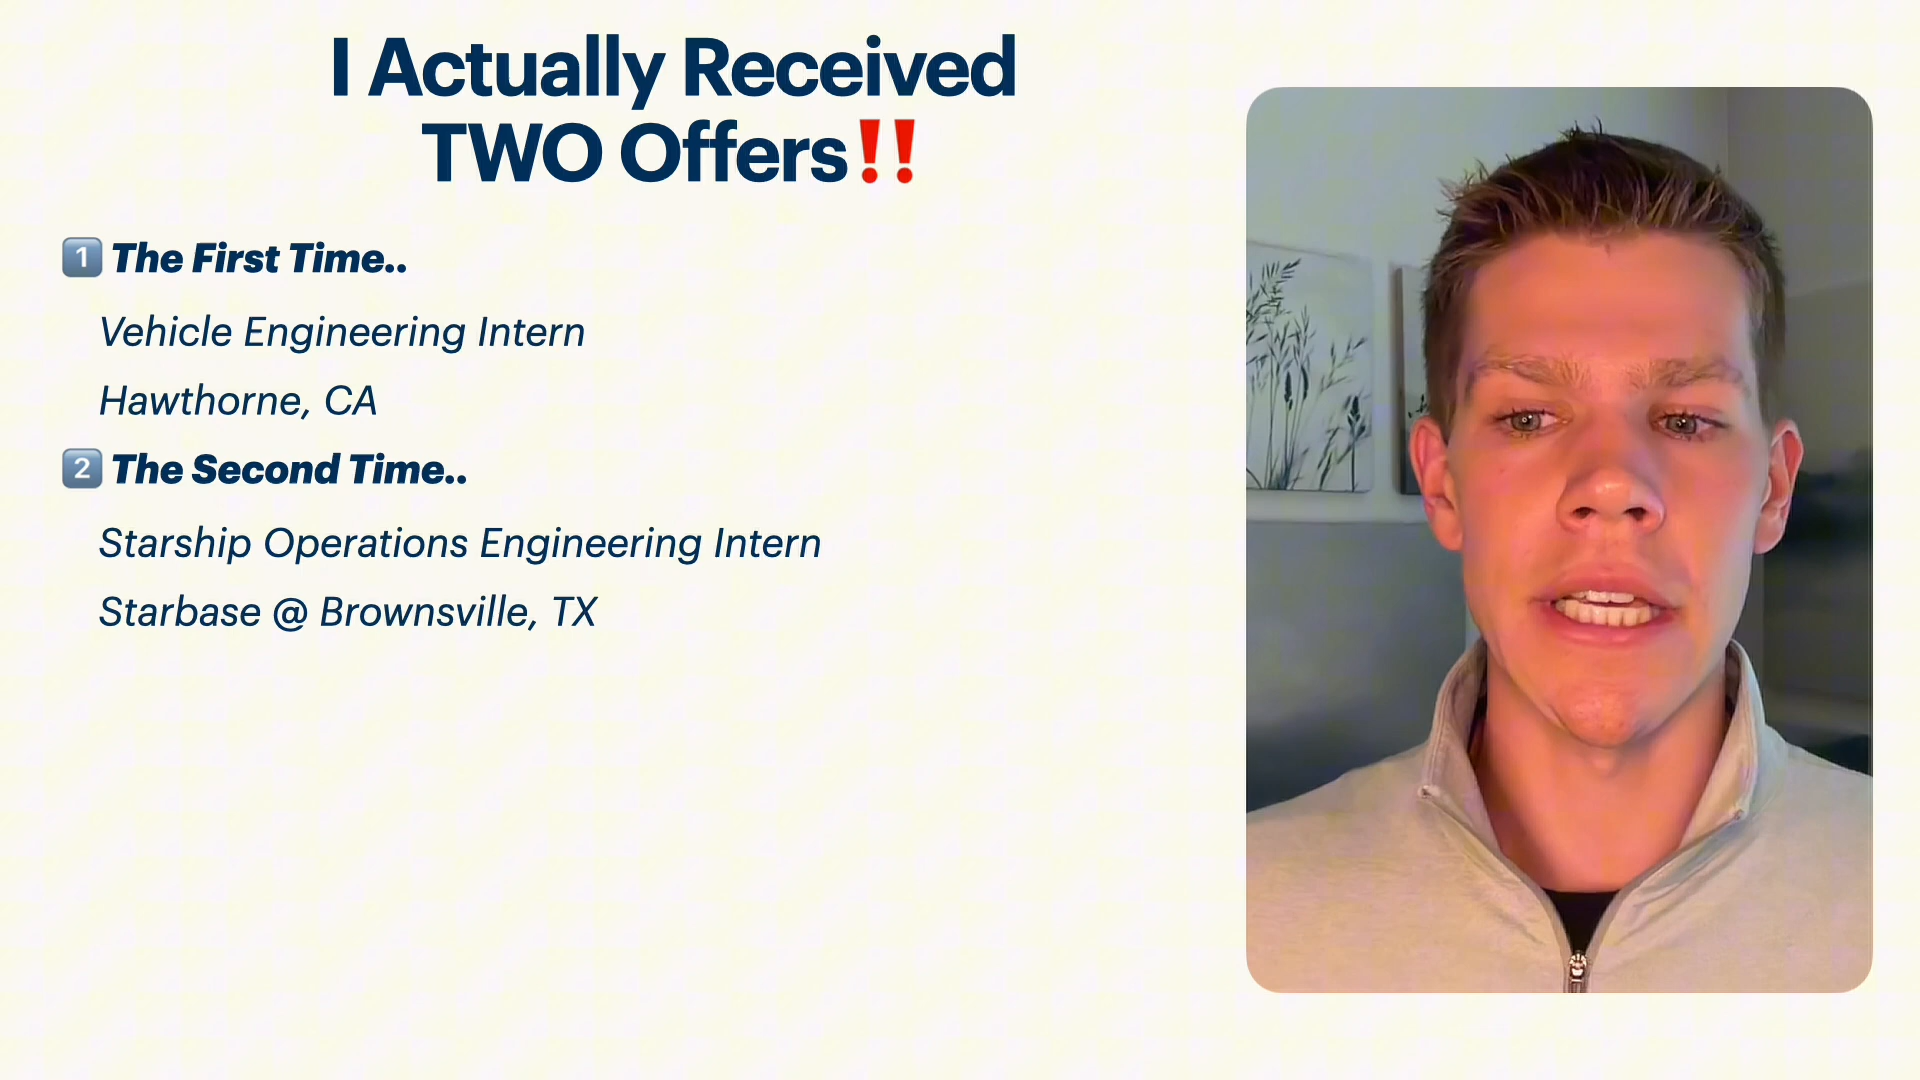 I Actually Received
TWO Offers‼️
1️⃣ The First Time..
Vehicle Engineering Intern
Hawthorne, CA
2️⃣ The Second Time..
Starship Operations Engineering Intern
Starbase @ Brownsville, TX